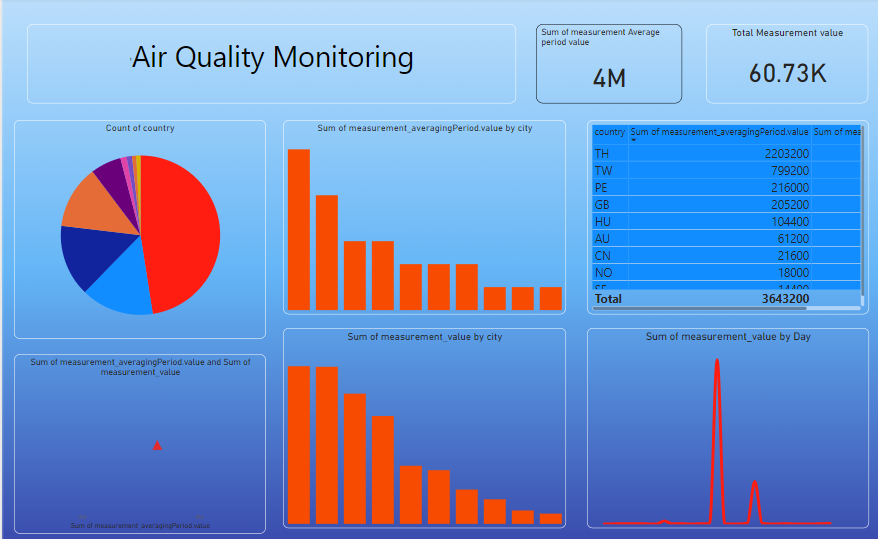 Air Quality Monitoring
Sum of measurement Average
period value
4M
Total Measurement value
60.73K
Count of country
Sum of measurement_averagingPeriod.value by city
country Sum of measurement_averagingPeriod.value Sum of mea
TH 2203200
TW 799200
PE 216000
GB 205200
HU 104400
AU 61200
CN 21600
NO 18000
SE 14400
Total 3643200
Sum of measurement_averagingPeriod.value and Sum of
measurement_value
Sum of measurement_averagingPeriod.value
Sum of measurement_value by city
Sum of measurement_value by Day